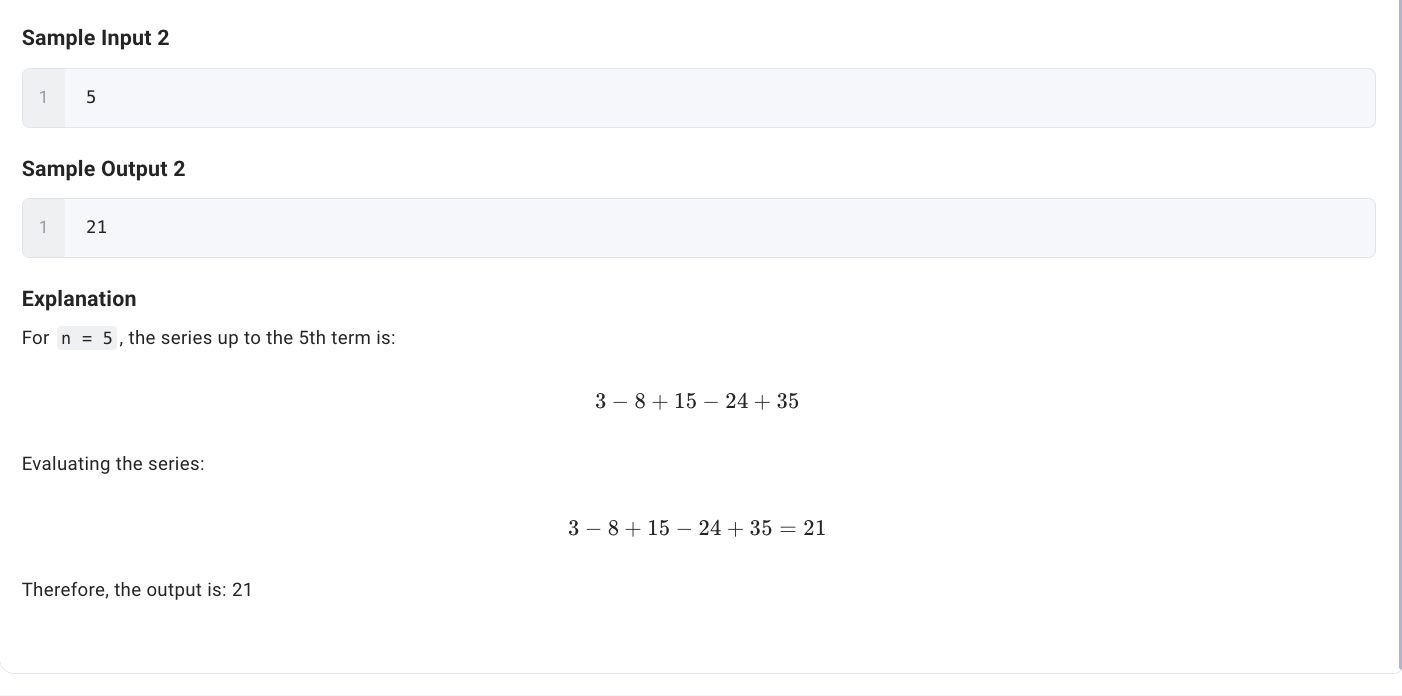 Sample Input 2
1 5
Sample Output 2
1 21
Explanation
For n = 5, the series up to the 5th term is:
3 − 8 + 15 − 24 + 35
Evaluating the series:
3 − 8 + 15 − 24 + 35 = 21
Therefore, the output is: 21